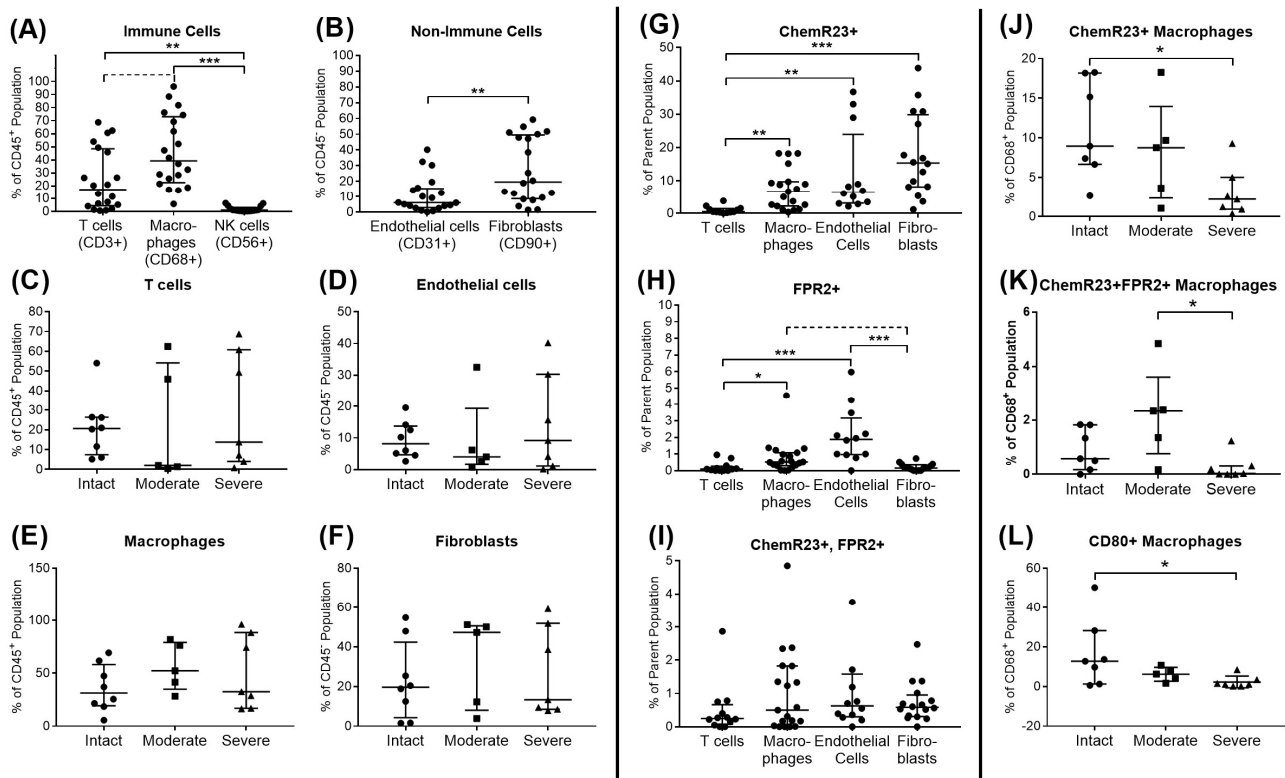 (A)
Immune Cells
**
***
% of CD45⁺ Population
100
90
80
70
60
50
40
30
20
10
0
T cells
(CD3+)
Macro-
phages
(CD68+)
NK cells
(CD56+)
(B)
Non-Immune Cells
**
% of CD45⁻ Population
100
90
80
70
60
50
40
30
20
10
0
Endothelial cells
(CD31+)
Fibroblasts
(CD90+)
(C)
T cells
% of CD45⁺ Population
80
70
60
50
40
30
20
10
0
Intact Moderate Severe
(D)
Endothelial cells
% of CD45⁻ Population
50
40
30
20
10
0
Intact Moderate Severe
(E)
Macrophages
% of CD45⁺ Population
150
100
50
0
Intact Moderate Severe
(F)
Fibroblasts
% of CD45⁻ Population
80
60
40
20
0
Intact Moderate Severe
(G)
ChemR23+
***
**
**
% of Parent Population
50
40
30
20
10
0
T cells
Macro-
phages
Endothelial
Cells
Fibro-
blasts
(H)
FPR2+
***
***
*
% of Parent Population
10
9
8
7
6
5
4
3
2
1
0
T cells
Macro-
phages
Endothelial
Cells
Fibro-
blasts
(I)
ChemR23+, FPR2+
% of Parent Population
5
4
3
2
1
0
T cells
Macro-
phages
Endothelial
Cells
Fibro-
blasts
(J)
ChemR23+ Macrophages
*
% of CD68⁺ Population
20
15
10
5
0
Intact Moderate Severe
(K)
ChemR23+FPR2+ Macrophages
*
% of CD68⁺ Population
6
4
2
0
Intact Moderate Severe
(L)
CD80+ Macrophages
*
% of CD68⁺ Population
60
40
20
0
-20
Intact Moderate Severe